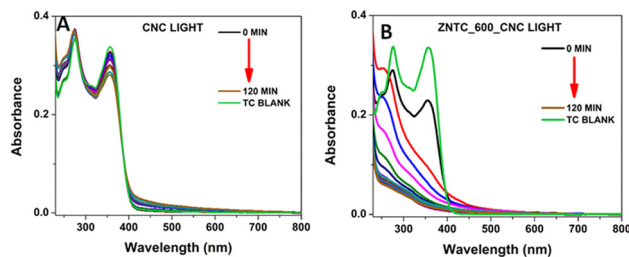 A
CNC LIGHT
0 MIN
120 MIN
TC BLANK
Absorbance
0.4
0.2
0.0
300 400 500 600 700 800
Wavelength (nm)
B
ZNTC_600_CNC LIGHT
0 MIN
120 MIN
TC BLANK
Absorbance
0.4
0.2
0.0
300 400 500 600 700 800
Wavelength (nm)